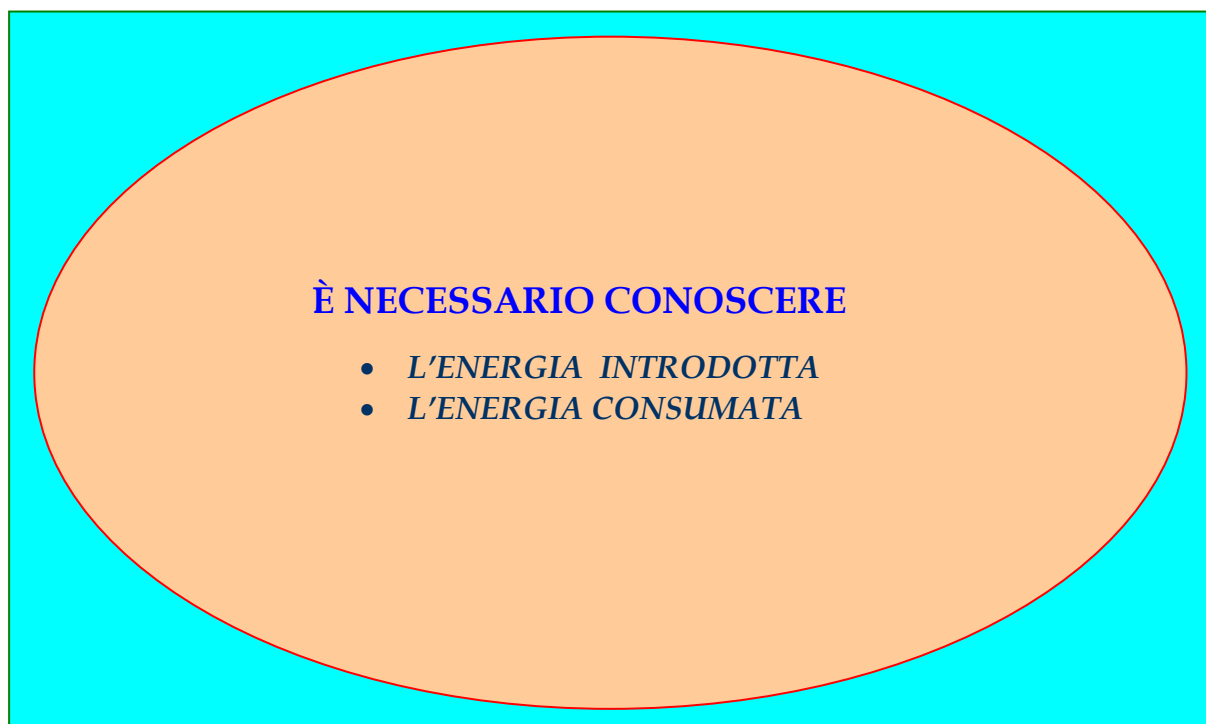 È NECESSARIO CONOSCERE
• L'ENERGIA INTRODOTTA
• L'ENERGIA CONSUMATA